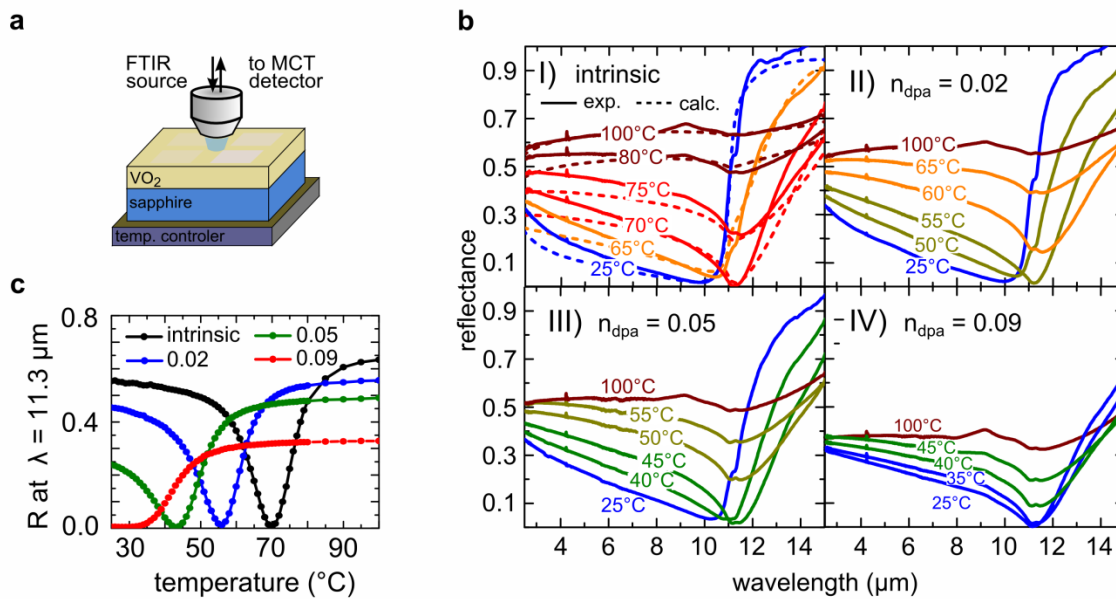 a
FTIR source
to MCT detector
VO2
sapphire
temp. controler
b
reflectance
wavelength (µm)
I) intrinsic
exp.
calc.
100°C
80°C
75°C
70°C
65°C
25°C
0.9
0.7
0.5
0.3
0.1
II) ndpa = 0.02
100°C
65°C
60°C
55°C
50°C
25°C
III) ndpa = 0.05
100°C
55°C
50°C
45°C
40°C
25°C
0.9
0.7
0.5
0.3
0.1
4 6 8 10 12 14
IV) ndpa = 0.09
100°C
45°C
40°C
35°C
25°C
4 6 8 10 12 14
c
R at λ = 11.3 µm
temperature (°C)
intrinsic
0.02
0.05
0.09
0.8
0.4
0.0
30 50 70 90